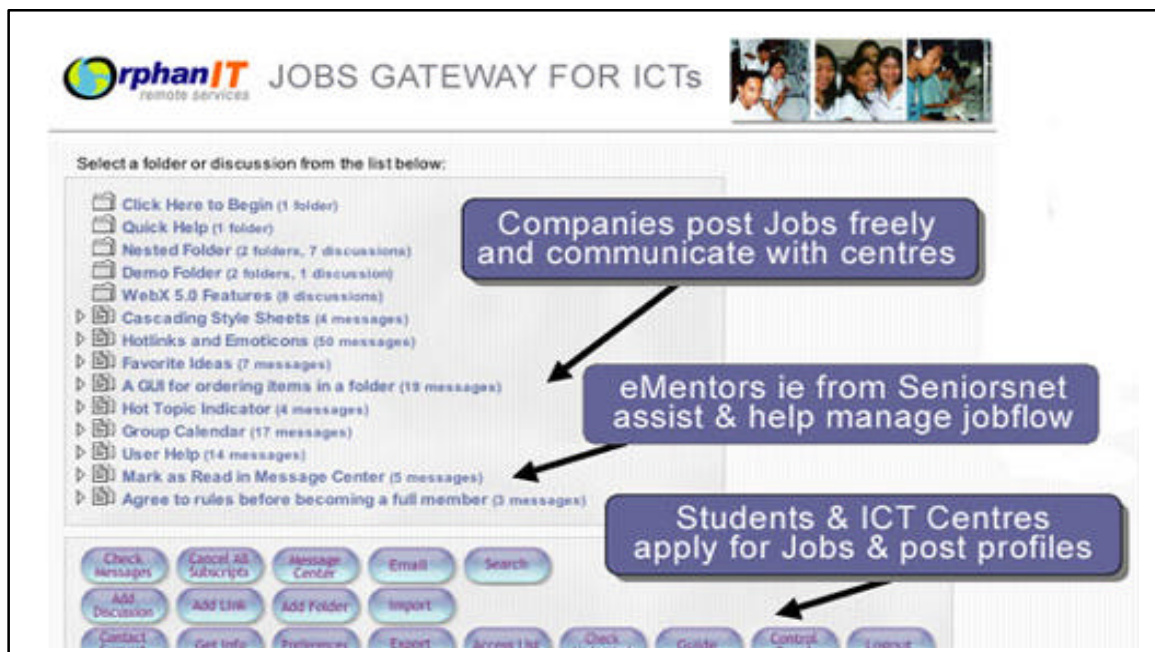 OrphanIT JOBS GATEWAY FOR ICTs
remote services
Select a folder or discussion from the list below:
Click Here to Begin (1 folder)
Quick Help (1 folder)
Nested Folder (2 folders, 7 discussions)
Demo Folder (2 folders, 1 discussion)
WebX 5.0 Features (8 discussions)
Cascading Style Sheets (4 messages)
Hotlinks and Emoticons (50 messages)
Favorite Ideas (7 messages)
A GUI for ordering items in a folder (19 messages)
Hot Topic Indicator (4 messages)
Group Calendar (17 messages)
User Help (14 messages)
Mark as Read in Message Center (5 messages)
Agree to rules before becoming a full member (3 messages)
Companies post Jobs freely
and communicate with centres
eMentors ie from Seniorsnet
assist & help manage jobflow
Students & ICT Centres
apply for Jobs & post profiles
Check
Messages
Cancel All
Subscripts
Message
Center
Email
Search
Add
Discussion
Add Link
Add Folder
Import
Contact
Get Info
Preferences
Export
Access List
Check
Guide
Control
Logout